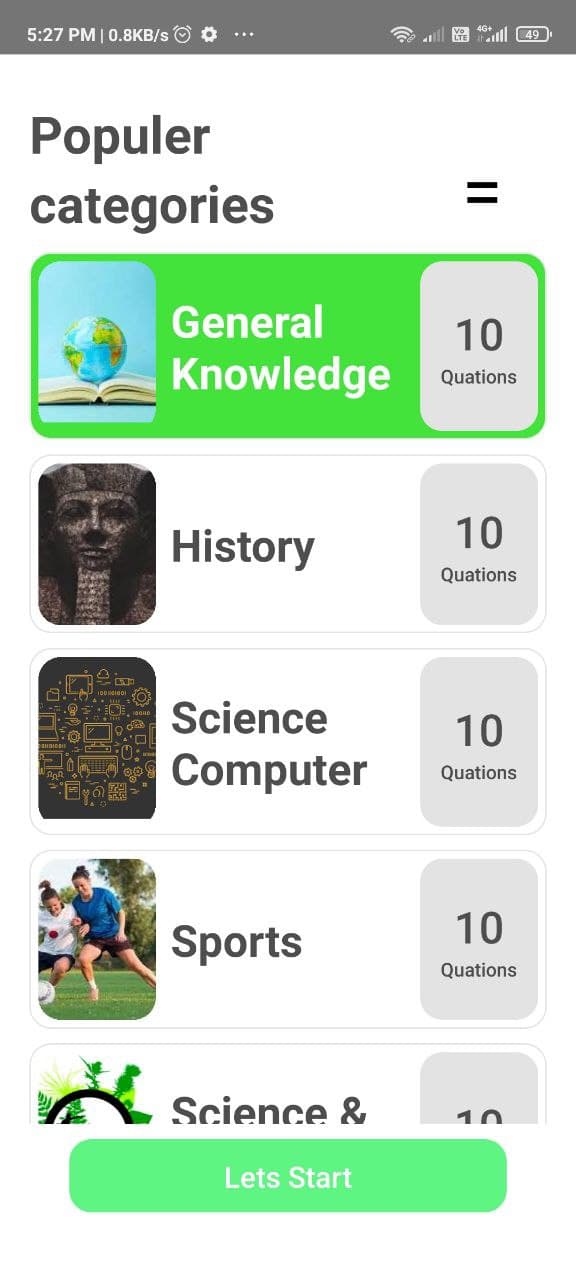 5:27 PM | 0.8KB/s ...
Vo LTE 4G+ 49
Populer
categories
=
General
Knowledge
10
Quations
History
10
Quations
Science
Computer
10
Quations
Sports
10
Quations
Science &
10
Lets Start